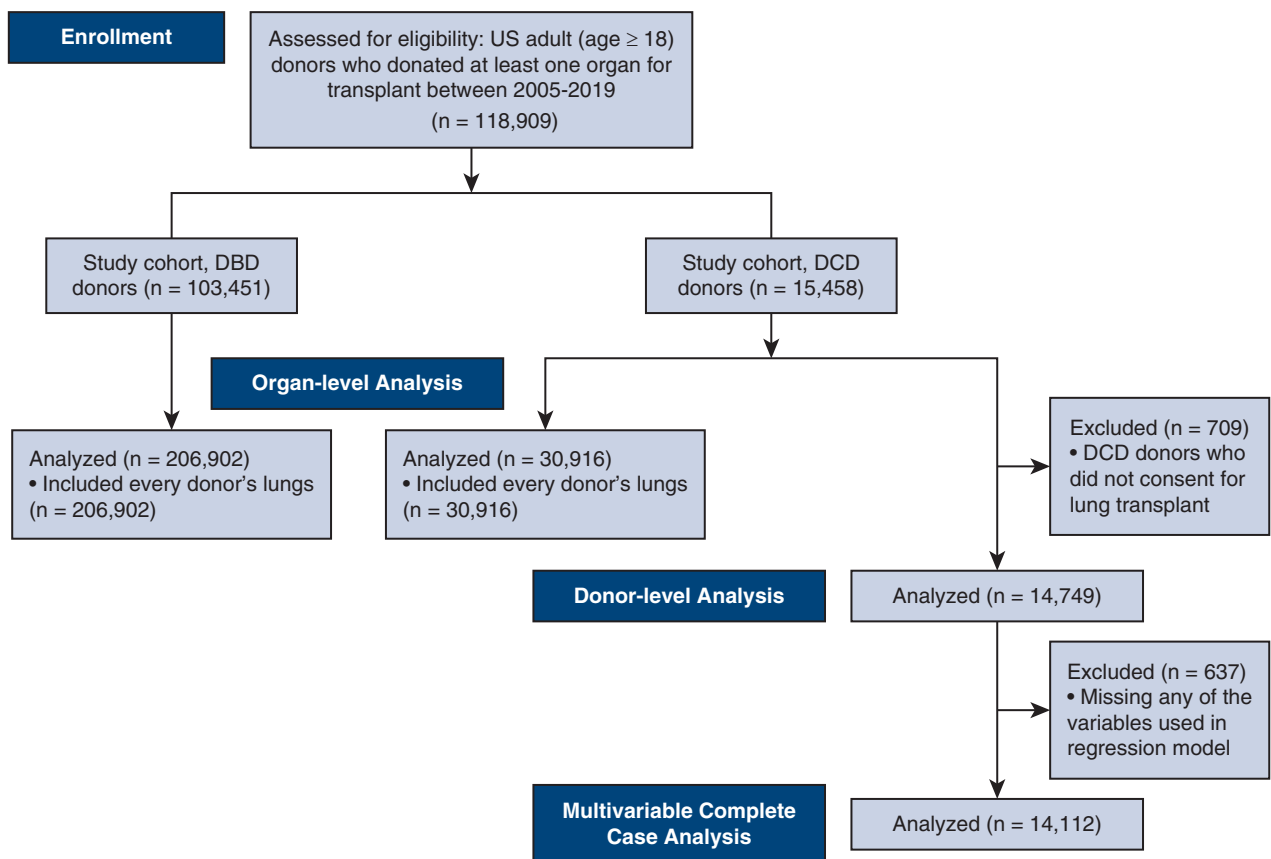 Enrollment
Assessed for eligibility: US adult (age ≥ 18)
donors who donated at least one organ for
transplant between 2005-2019
(n = 118,909)
Study cohort, DBD
donors (n = 103,451)
Study cohort, DCD
donors (n = 15,458)
Organ-level Analysis
Analyzed (n = 206,902)
• Included every donor's lungs
(n = 206,902)
Analyzed (n = 30,916)
• Included every donor's lungs
(n = 30,916)
Excluded (n = 709)
• DCD donors who
did not consent for
lung transplant
Donor-level Analysis
Analyzed (n = 14,749)
Excluded (n = 637)
• Missing any of the
variables used in
regression model
Multivariable Complete
Case Analysis
Analyzed (n = 14,112)